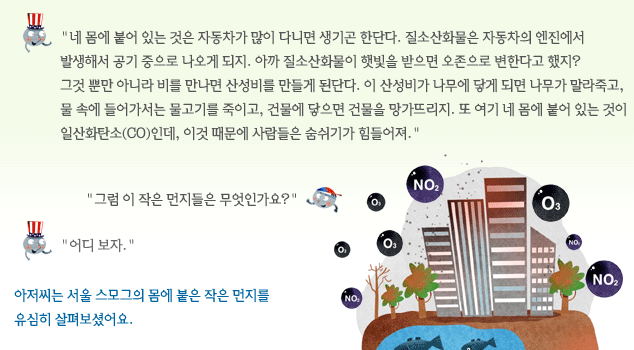 "네 몸에 붙어 있는 것은 자동차가 많이 다니면 생기곤 한단다. 질소산화물은 자동차의 엔진에서
발생해서 공기 중으로 나오게 되지. 아까 질소산화물이 햇빛을 받으면 오존으로 변한다고 했지?
그것 뿐만 아니라 비를 만나면 산성비를 만들게 된단다. 이 산성비가 나무에 닿게 되면 나무가 말라죽고,
물 속에 들어가서는 물고기를 죽이고, 건물에 닿으면 건물을 망가뜨리지. 또 여기 네 몸에 붙어 있는 것이
일산화탄소(CO)인데, 이것 때문에 사람들은 숨쉬기가 힘들어져."
"그럼 이 작은 먼지들은 무엇인가요?"
"어디 보자."
아저씨는 서울 스모그의 몸에 붙은 작은 먼지를
유심히 살펴보셨어요.
NO2
O3
O3
O3
NO2
O3
NO2
NO2